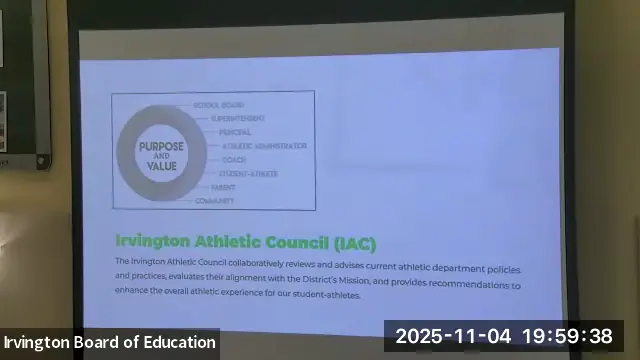 SCHOOL BOARD
SUPERINTENDENT
PRINCIPAL
ATHLETIC ADMINISTRATOR
COACH
STUDENT-ATHLETE
PARENT
COMMUNITY
PURPOSE
AND
VALUE
Irvington Athletic Council (IAC)
The Irvington Athletic Council collaboratively reviews and advises current athletic department policies
and practices, evaluates their alignment with the District's Mission, and provides recommendations to
enhance the overall athletic experience for our student-athletes.
Irvington Board of Education
2025-11-04 19:59:38